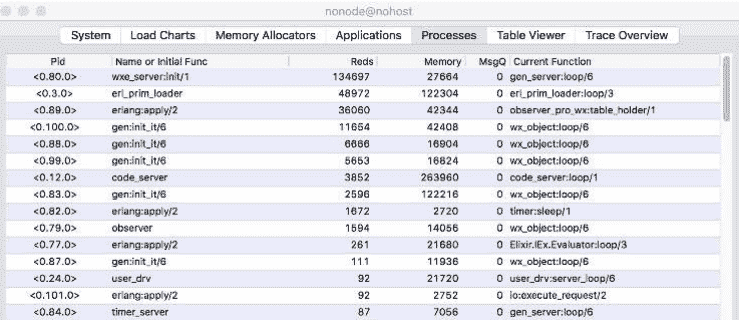 nonode@nohost
System Load Charts Memory Allocators Applications Processes Table Viewer Trace Overview
Pid Name or Initial Func Reds Memory MsgQ Current Function
<0.80.0> wxe_server:init/1 134697 27664 0 gen_server:loop/6
<0.3.0> erl_prim_loader 48972 122304 0 erl_prim_loader:loop/3
<0.89.0> erlang:apply/2 36060 42344 0 observer_pro_wx:table_holder/1
<0.100.0> gen:init_it/6 11654 42408 0 wx_object:loop/6
<0.88.0> gen:init_it/6 6666 16904 0 wx_object:loop/6
<0.99.0> gen:init_it/6 5653 16824 0 wx_object:loop/6
<0.12.0> code_server 3852 263960 0 code_server:loop/1
<0.83.0> gen:init_it/6 2596 122216 0 wx_object:loop/6
<0.82.0> erlang:apply/2 1672 2720 0 timer:sleep/1
<0.79.0> observer 1594 14056 0 wx_object:loop/6
<0.77.0> erlang:apply/2 261 21680 0 Elixir.IEx.Evaluator:loop/3
<0.87.0> gen:init_it/6 111 11936 0 wx_object:loop/6
<0.24.0> user_drv 92 21720 0 user_drv:server_loop/6
<0.101.0> erlang:apply/2 92 2752 0 io:execute_request/2
<0.84.0> timer_server 87 7056 0 gen_server:loop/6